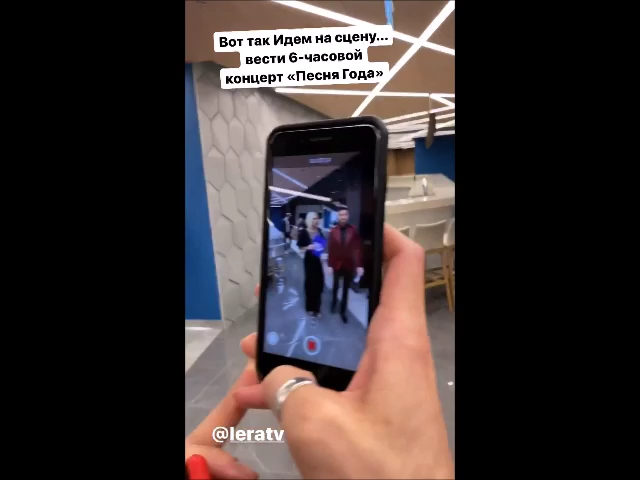 Вот так Идем на сцену...
вести 6-часовой
концерт «Песня Года»
@leratv